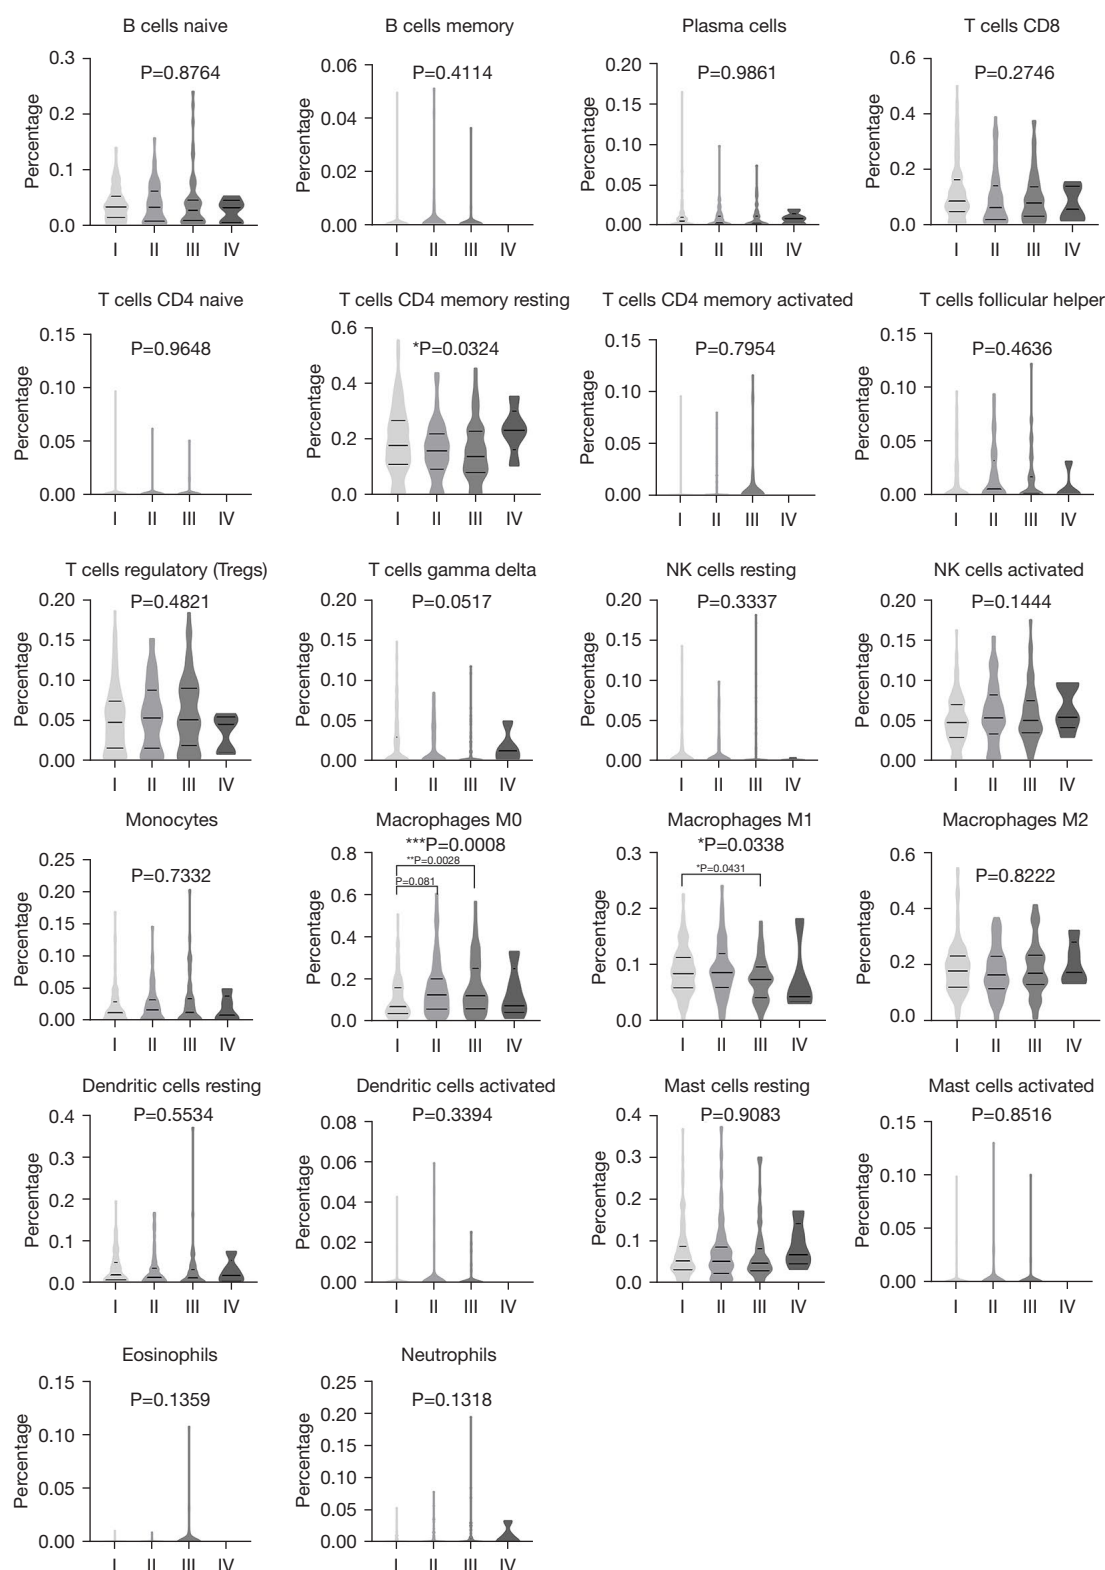 B cells naive
P=0.8764
Percentage
0.3
0.2
0.1
0.0
I II III IV
B cells memory
P=0.4114
Percentage
0.06
0.04
0.02
0.00
I II III IV
Plasma cells
P=0.9861
Percentage
0.20
0.15
0.10
0.05
0.00
I II III IV
T cells CD8
P=0.2746
Percentage
0.6
0.4
0.2
0.0
I II III IV
T cells CD4 naive
P=0.9648
Percentage
0.15
0.10
0.05
0.00
I II III IV
T cells CD4 memory resting
*P=0.0324
Percentage
0.6
0.4
0.2
0.0
I II III IV
T cells CD4 memory activated
P=0.7954
Percentage
0.15
0.10
0.05
0.00
I II III IV
T cells follicular helper
P=0.4636
Percentage
0.15
0.10
0.05
0.00
I II III IV
T cells regulatory (Tregs)
P=0.4821
Percentage
0.20
0.15
0.10
0.05
0.00
I II III IV
T cells gamma delta
P=0.0517
Percentage
0.20
0.15
0.10
0.05
0.00
I II III IV
NK cells resting
P=0.3337
Percentage
0.20
0.15
0.10
0.05
0.00
I II III IV
NK cells activated
P=0.1444
Percentage
0.20
0.15
0.10
0.05
0.00
I II III IV
Monocytes
P=0.7332
Percentage
0.25
0.20
0.15
0.10
0.05
0.00
I II III IV
Macrophages M0
***P=0.0008
**P=0.0028
P=0.081
Percentage
0.8
0.6
0.4
0.2
0.0
I II III IV
Macrophages M1
*P=0.0338
*P=0.0431
Percentage
0.3
0.2
0.1
0.0
I II III IV
Macrophages M2
P=0.8222
Percentage
0.6
0.4
0.2
0.0
I II III IV
Dendritic cells resting
P=0.5534
Percentage
0.4
0.3
0.2
0.1
0.0
I II III IV
Dendritic cells activated
P=0.3394
Percentage
0.08
0.06
0.04
0.02
0.00
I II III IV
Mast cells resting
P=0.9083
Percentage
0.4
0.3
0.2
0.1
0.0
I II III IV
Mast cells activated
P=0.8516
Percentage
0.15
0.10
0.05
0.00
I II III IV
Eosinophils
P=0.1359
Percentage
0.15
0.10
0.05
0.00
I II III IV
Neutrophils
P=0.1318
Percentage
0.25
0.20
0.15
0.10
0.05
0.00
I II III IV